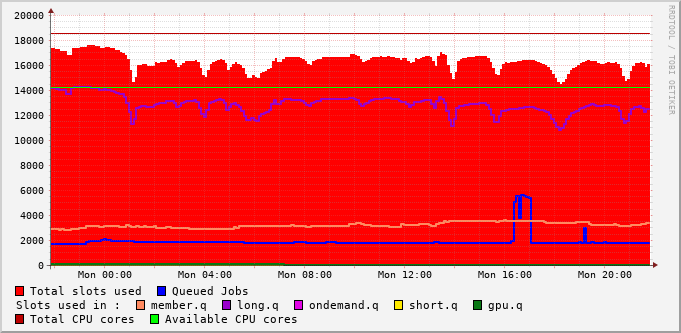 20000
18000
16000
14000
12000
10000
8000
6000
4000
2000
0
Mon 00:00 Mon 04:00 Mon 08:00 Mon 12:00 Mon 16:00 Mon 20:00
RRDTOOL / TOBI OETIKER
Total slots used Queued Jobs
Slots used in : member.q long.q ondemand.q short.q gpu.q
Total CPU cores Available CPU cores